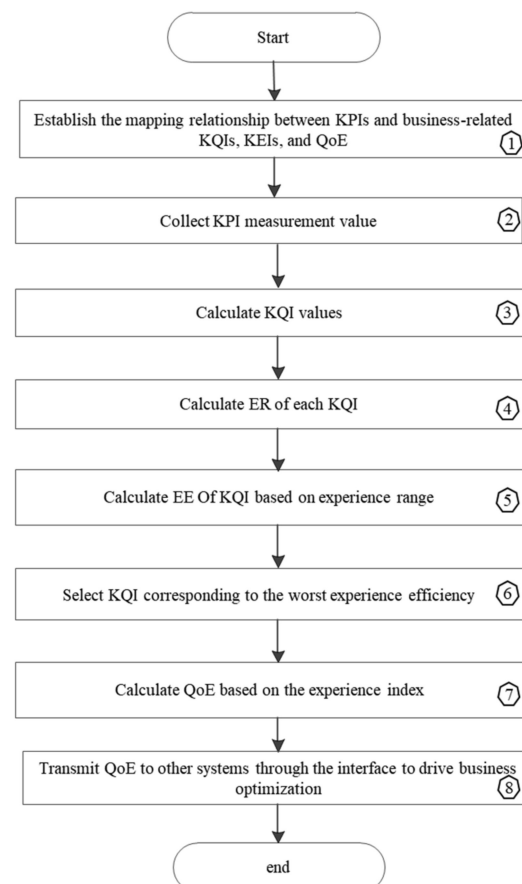 Start
Establish the mapping relationship between KPIs and business-related
KQIs, KEIs, and QoE
1
Collect KPI measurement value
2
Calculate KQI values
3
Calculate ER of each KQI
4
Calculate EE Of KQI based on experience range
5
Select KQI corresponding to the worst experience efficiency
6
Calculate QoE based on the experience index
7
Transmit QoE to other systems through the interface to drive business
optimization
8
end